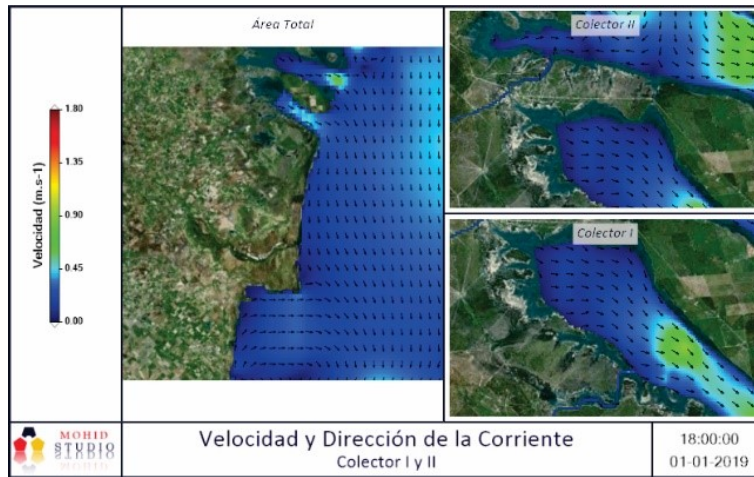 Área Total
Colector II
Colector I
Velocidad (m.s-1)
1.80
1.35
0.90
0.45
0.00
MOHID
STUDIO
Velocidad y Dirección de la Corriente
Colector I y II
18:00:00
01-01-2019